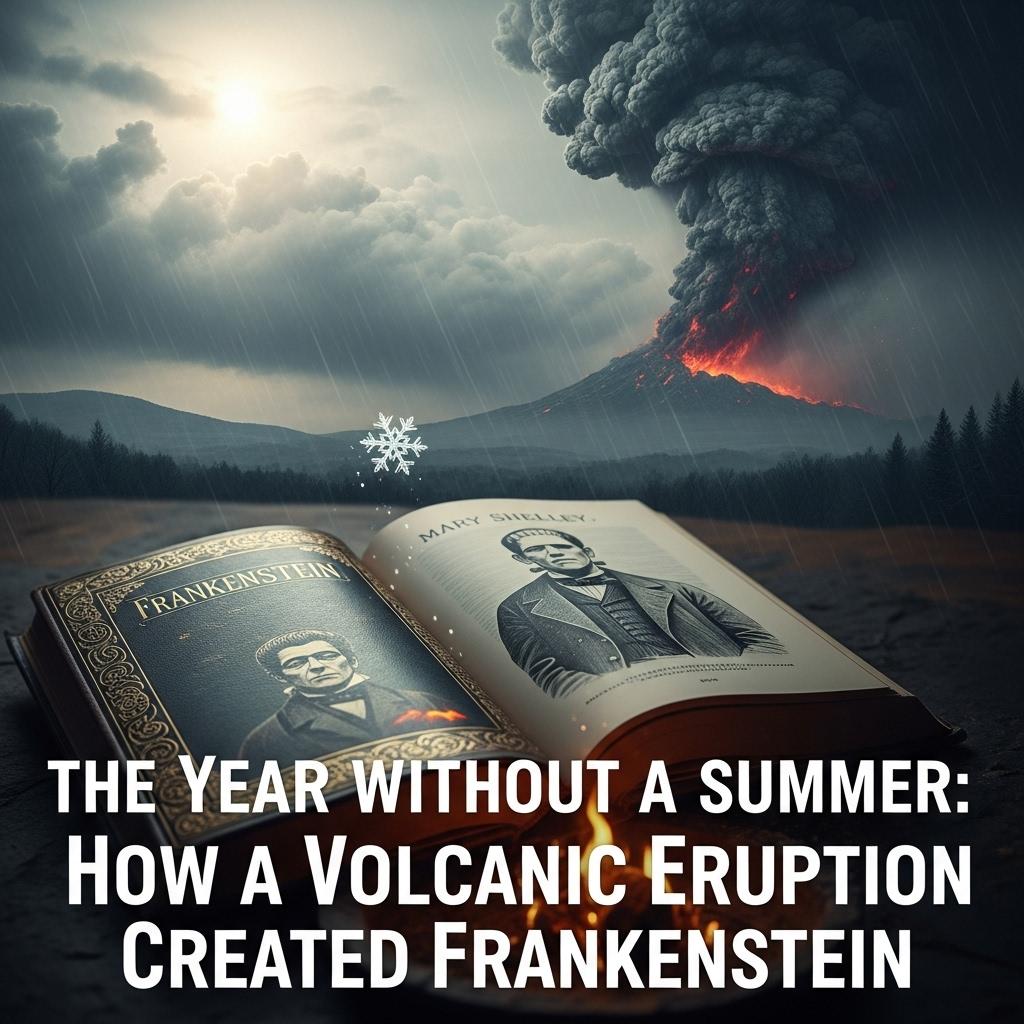 FRANKENSTEIN
MARY SHELLEY.
THE YEAR WITHOUT A SUMMER:
HOW A VOLCANIC ERUPTION
CREATED FRANKENSTEIN